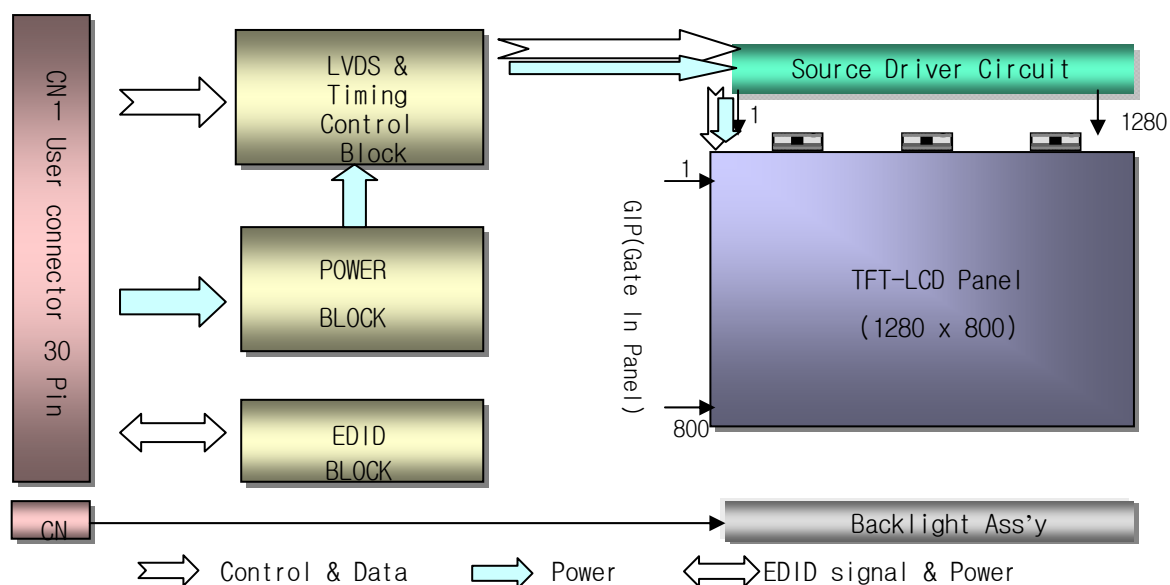 CN-1 User connector 30 Pin
LVDS &
Timing
Control
Block
Source Driver Circuit
1
1280
1
GIP(Gate In Panel)
800
TFT-LCD Panel
(1280 x 800)
POWER
BLOCK
EDID
BLOCK
CN
Backlight Ass’y
Control & Data
Power
EDID signal & Power